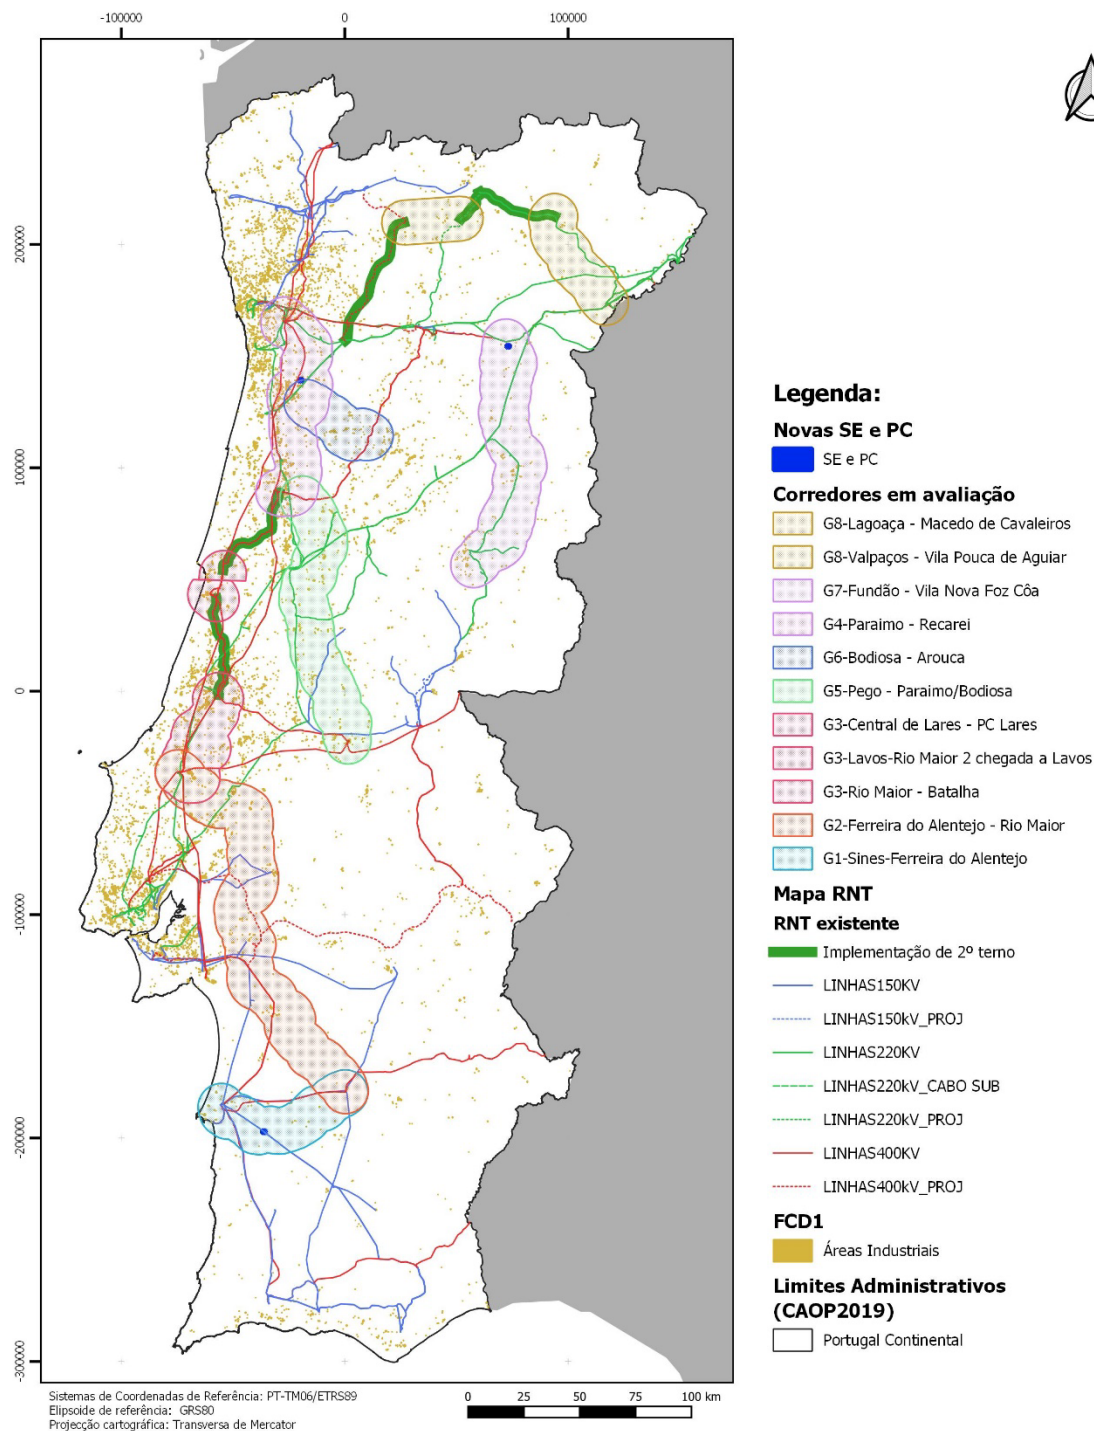 -100000
0
100000
200000
100000
0
-100000
-200000
-300000
Legenda:
Novas SE e PC
SE e PC
Corredores em avaliação
G8-Lagoaça - Macedo de Cavaleiros
G8-Valpaços - Vila Pouca de Aguiar
G7-Fundão - Vila Nova Foz Côa
G4-Paraimo - Recarei
G6-Bodiosa - Arouca
G5-Pego - Paraimo/Bodiosa
G3-Central de Lares - PC Lares
G3-Lavos-Rio Maior 2 chegada a Lavos
G3-Rio Maior - Batalha
G2-Ferreira do Alentejo - Rio Maior
G1-Sines-Ferreira do Alentejo
Mapa RNT
RNT existente
Implementação de 2º terno
LINHAS150KV
LINHAS150kV_PROJ
LINHAS220KV
LINHAS220kV_CABO SUB
LINHAS220kV_PROJ
LINHAS400KV
LINHAS400kV_PROJ
FCD1
Áreas Industriais
Limites Administrativos
(CAOP2019)
Portugal Continental
Sistemas de Coordenadas de Referência: PT-TM06/ETRS89
Elipsoide de referência: GRS80
Projecção cartográfica: Transversa de Mercator
0 25 50 75 100 km